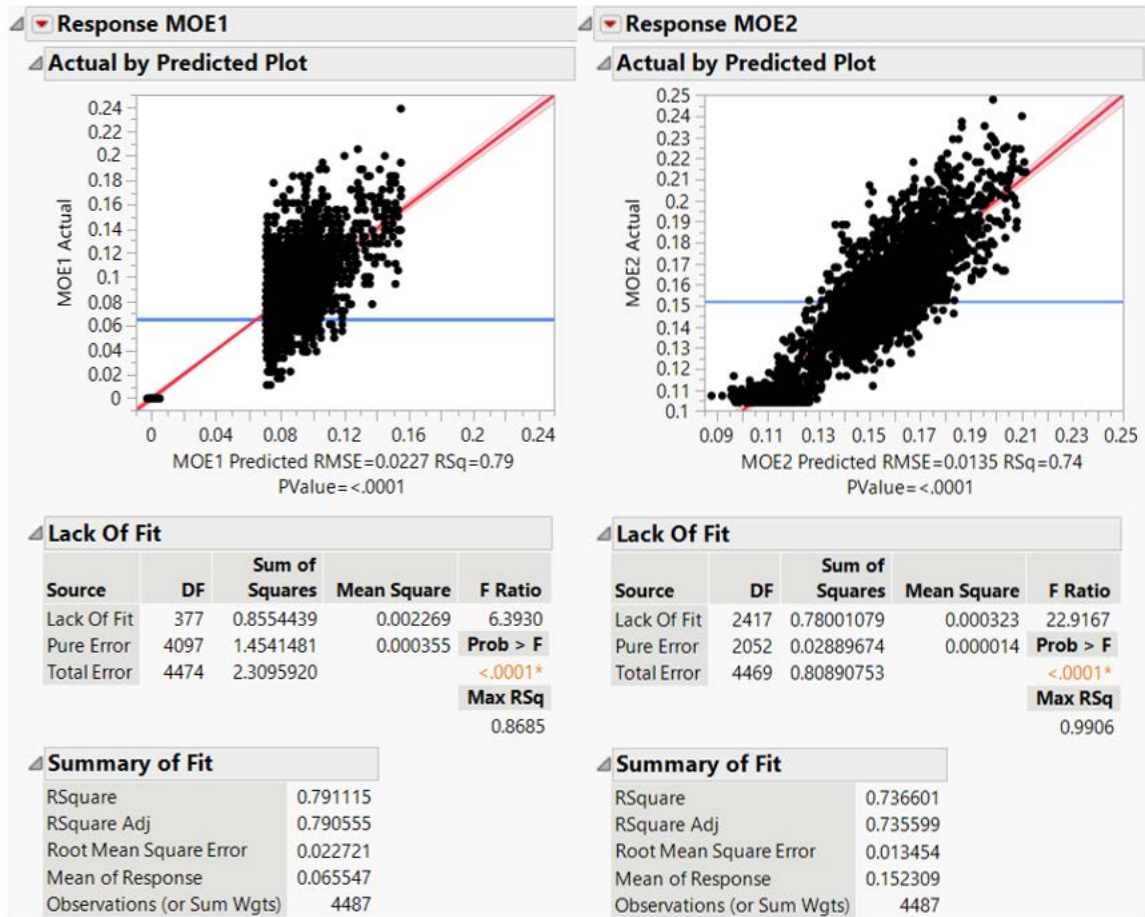 Response MOE1
Actual by Predicted Plot
MOE1 Actual
0.24
0.22
0.2
0.18
0.16
0.14
0.12
0.1
0.08
0.06
0.04
0.02
0
0 0.04 0.08 0.12 0.16 0.2 0.24
MOE1 Predicted RMSE=0.0227 RSq=0.79
PValue=<.0001
Lack Of Fit
Source DF Sum of Squares Mean Square F Ratio
Lack Of Fit 377 0.8554439 0.002269 6.3930
Pure Error 4097 1.4541481 0.000355 Prob > F
Total Error 4474 2.3095920 <.0001*
Max RSq
0.8685
Summary of Fit
RSquare 0.791115
RSquare Adj 0.790555
Root Mean Square Error 0.022721
Mean of Response 0.065547
Observations (or Sum Wgts) 4487
Response MOE2
Actual by Predicted Plot
MOE2 Actual
0.25
0.24
0.23
0.22
0.21
0.2
0.19
0.18
0.17
0.16
0.15
0.14
0.13
0.12
0.11
0.1
0.09 0.11 0.13 0.15 0.17 0.19 0.21 0.23 0.25
MOE2 Predicted RMSE=0.0135 RSq=0.74
PValue=<.0001
Lack Of Fit
Source DF Sum of Squares Mean Square F Ratio
Lack Of Fit 2417 0.78001079 0.000323 22.9167
Pure Error 2052 0.02889674 0.000014 Prob > F
Total Error 4469 0.80890753 <.0001*
Max RSq
0.9906
Summary of Fit
RSquare 0.736601
RSquare Adj 0.735599
Root Mean Square Error 0.013454
Mean of Response 0.152309
Observations (or Sum Wgts) 4487